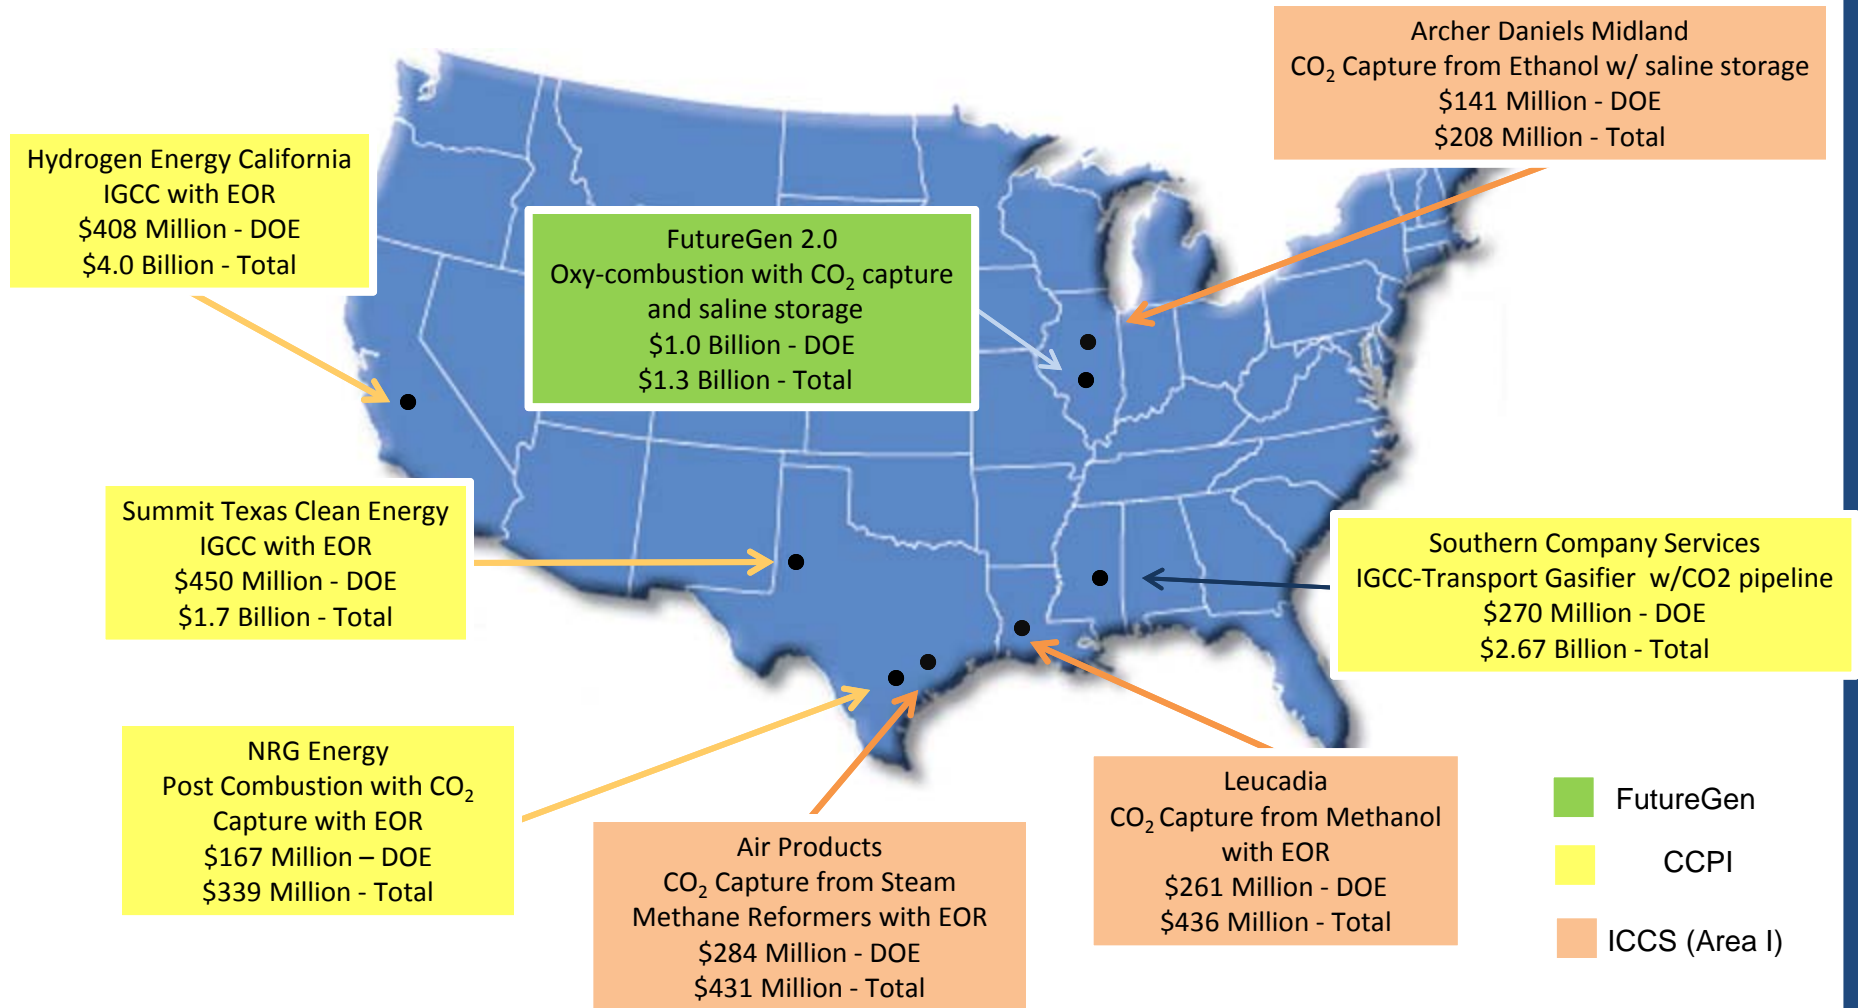 Archer Daniels Midland
CO₂ Capture from Ethanol w/ saline storage
$141 Million - DOE
$208 Million - Total
Hydrogen Energy California
IGCC with EOR
$408 Million - DOE
$4.0 Billion - Total
FutureGen 2.0
Oxy-combustion with CO₂ capture
and saline storage
$1.0 Billion - DOE
$1.3 Billion - Total
Summit Texas Clean Energy
IGCC with EOR
$450 Million - DOE
$1.7 Billion - Total
Southern Company Services
IGCC-Transport Gasifier w/CO2 pipeline
$270 Million - DOE
$2.67 Billion - Total
NRG Energy
Post Combustion with CO₂
Capture with EOR
$167 Million – DOE
$339 Million - Total
Air Products
CO₂ Capture from Steam
Methane Reformers with EOR
$284 Million - DOE
$431 Million - Total
Leucadia
CO₂ Capture from Methanol
with EOR
$261 Million - DOE
$436 Million - Total
FutureGen
CCPI
ICCS (Area I)